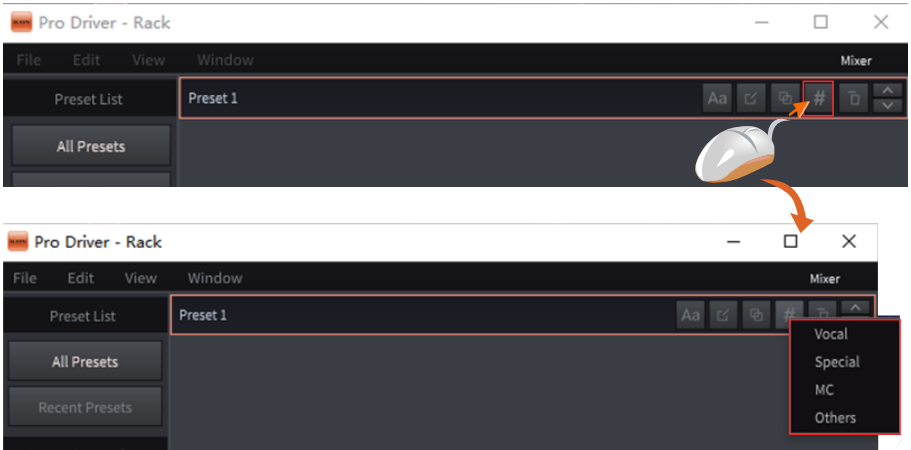 Pro Driver - Rack
File Edit View Window Mixer
Preset List Preset 1 Aa #
All Presets
Pro Driver - Rack
File Edit View Window Mixer
Preset List Preset 1 Aa #
All Presets
Recent Presets
Vocal
Special
MC
Others